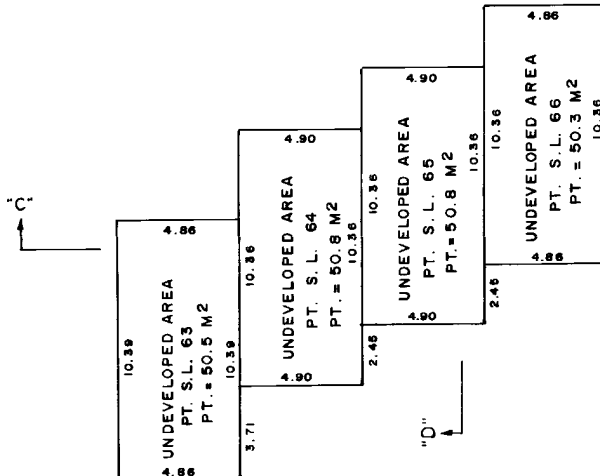 "C"
4.86
10.39
UNDEVELOPED AREA
PT. S.L. 63
PT. = 50.5 M²
10.39
4.86
3.71
4.90
10.36
UNDEVELOPED AREA
PT. S.L. 64
PT. = 50.8 M²
10.36
4.90
2.45
4.90
10.36
UNDEVELOPED AREA
PT. S.L. 65
PT. = 50.8 M²
10.36
4.90
2.45
4.86
10.36
UNDEVELOPED AREA
PT. S.L. 66
PT. = 50.3 M²
10.36
4.86
"D"